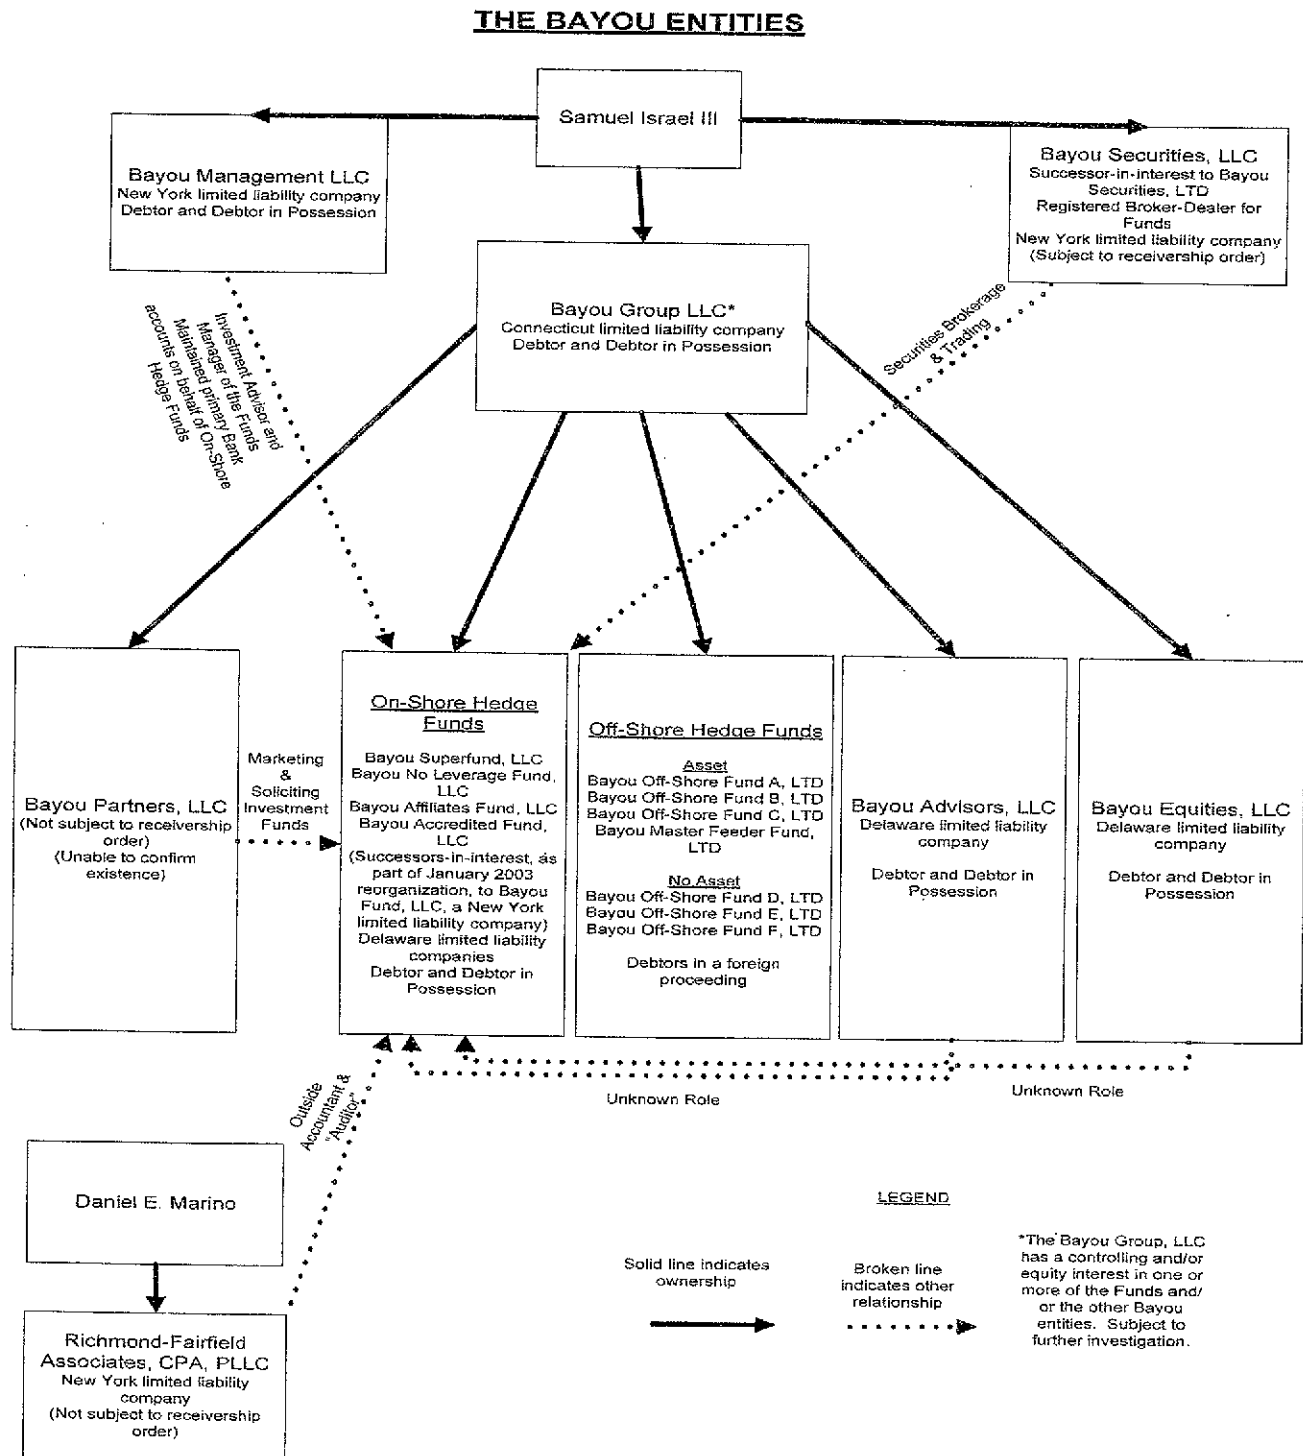 THE BAYOU ENTITIES
Samuel Israel III
Bayou Management LLC
New York limited liability company
Debtor and Debtor in Possession
Bayou Securities, LLC
Successor-in-interest to Bayou
Securities, LTD
Registered Broker-Dealer for
Funds
New York limited liability company
(Subject to receivership order)
Bayou Group LLC*
Connecticut limited liability company
Debtor and Debtor in Possession
Investment Advisor and
Manager of the Funds
Maintained primary Bank
accounts on behalf of On-Shore
Hedge Funds
Securities Brokerage
& Trading
Bayou Partners, LLC
(Not subject to receivership
order)
(Unable to confirm
existence)
Marketing
&
Soliciting
Investment
Funds
On-Shore Hedge
Funds
Bayou Superfund, LLC
Bayou No Leverage Fund,
LLC
Bayou Affiliates Fund, LLC
Bayou Accredited Fund,
LLC
(Successors-in-interest, as
part of January 2003
reorganization, to Bayou
Fund, LLC, a New York
limited liability company)
Delaware limited liability
companies
Debtor and Debtor in
Possession
Off-Shore Hedge Funds
Asset
Bayou Off-Shore Fund A, LTD
Bayou Off-Shore Fund B, LTD
Bayou Off-Shore Fund C, LTD
Bayou Master Feeder Fund,
LTD
No Asset
Bayou Off-Shore Fund D, LTD
Bayou Off-Shore Fund E, LTD
Bayou Off-Shore Fund F, LTD
Debtors in a foreign
proceeding
Bayou Advisors, LLC
Delaware limited liability
company
Debtor and Debtor in
Possession
Bayou Equities, LLC
Delaware limited liability
company
Debtor and Debtor in
Possession
Unknown Role
Unknown Role
Outside
Accountant &
"Auditor"
Daniel E. Marino
Richmond-Fairfield
Associates, CPA, PLLC
New York limited liability
company
(Not subject to receivership
order)
LEGEND
Solid line indicates
ownership
Broken line
indicates other
relationship
*The Bayou Group, LLC
has a controlling and/or
equity interest in one or
more of the Funds and/
or the other Bayou
entities. Subject to
further investigation.